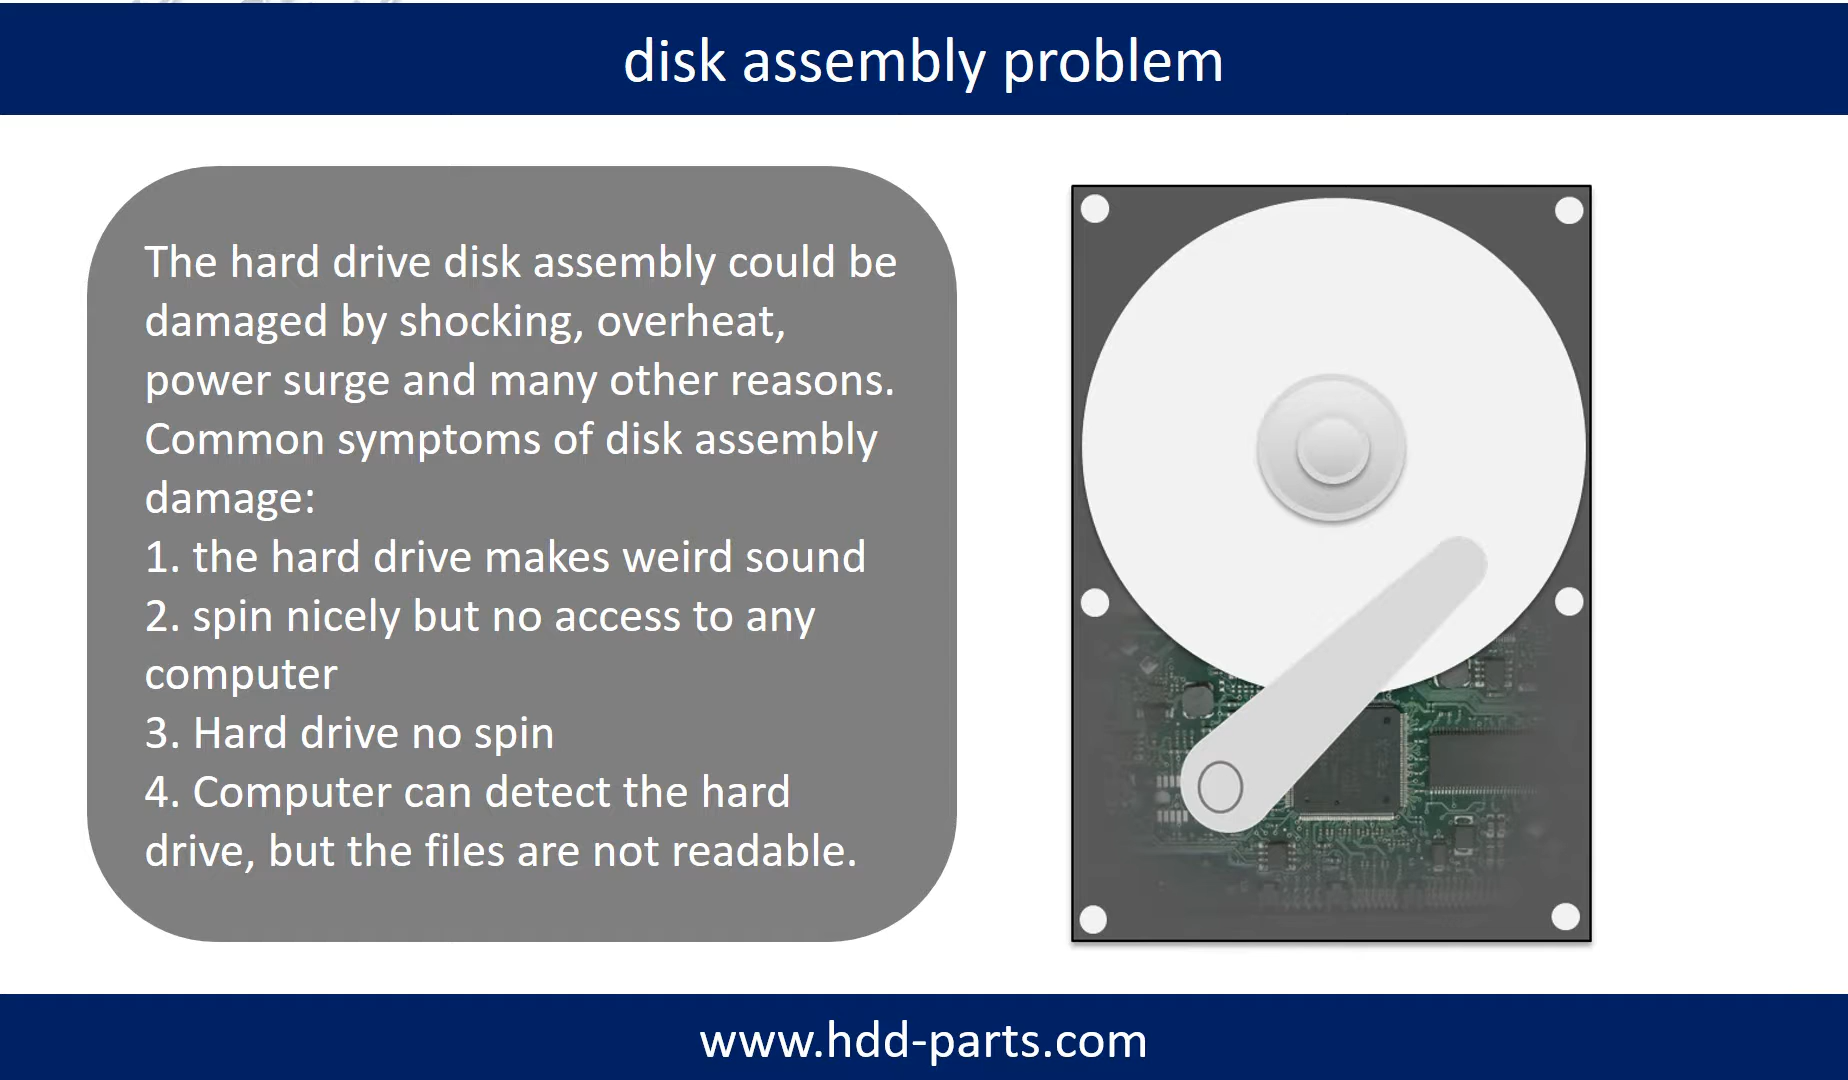 disk assembly problem
The hard drive disk assembly could be
damaged by shocking, overheat,
power surge and many other reasons.
Common symptoms of disk assembly
damage:
1. the hard drive makes weird sound
2. spin nicely but no access to any
computer
3. Hard drive no spin
4. Computer can detect the hard
drive, but the files are not readable.
www.hdd-parts.com